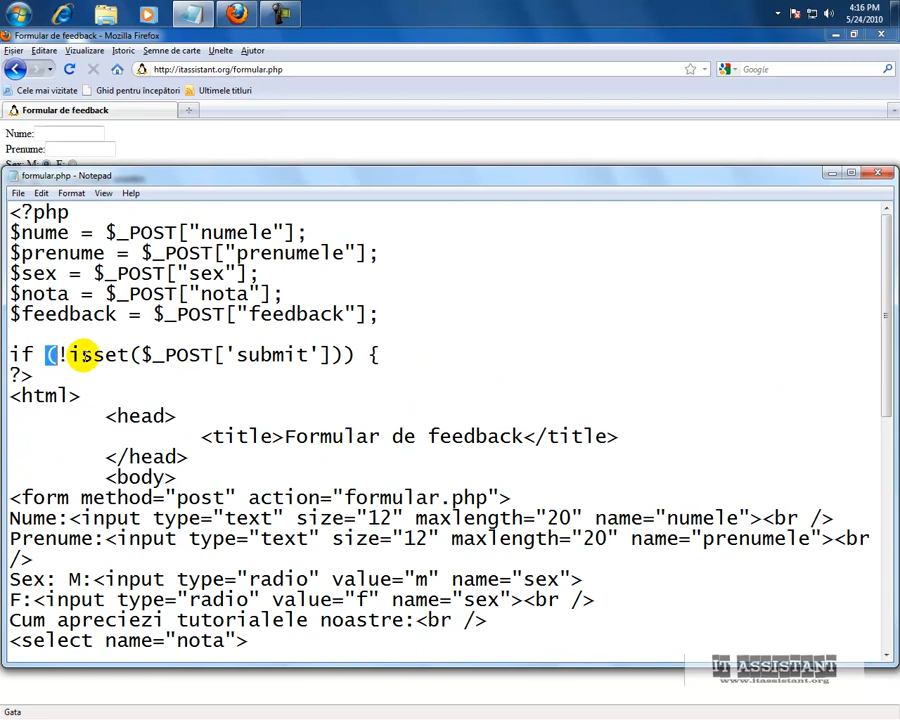 4:16 PM
5/24/2010
Formular de feedback - Mozilla Firefox
Fișier Editare Vizualizare Istoric Semne de carte Unelte Ajutor
http://itassistant.org/formular.php
Google
Cele mai vizitate Ghid pentru începători Ultimele titluri
Formular de feedback
Nume:
Prenume:
Sex: M: F:
formular.php - Notepad
File Edit Format View Help
<?php
$nume = $_POST["numele"];
$prenume = $_POST["prenumele"];
$sex = $_POST["sex"];
$nota = $_POST["nota"];
$feedback = $_POST["feedback"];
if (!isset($_POST['submit'])) {
?>
<html>
<head>
<title>Formular de feedback</title>
</head>
<body>
<form method="post" action="formular.php">
Nume:<input type="text" size="12" maxlength="20" name="numele"><br />
Prenume:<input type="text" size="12" maxlength="20" name="prenumele"><br
/>
Sex: M:<input type="radio" value="m" name="sex">
F:<input type="radio" value="f" name="sex"><br />
Cum apreciezi tutorialele noastre:<br />
<select name="nota">
IT ASSISTANT
www.itassistant.org
Gata